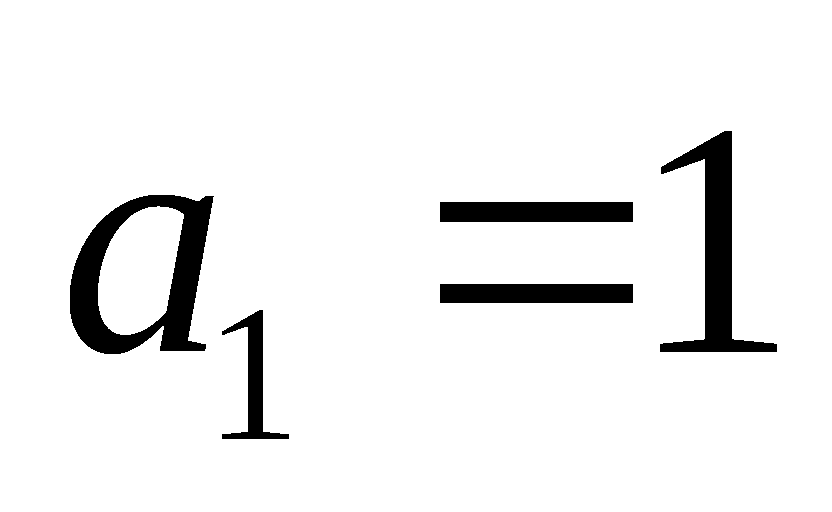 a₁ =1